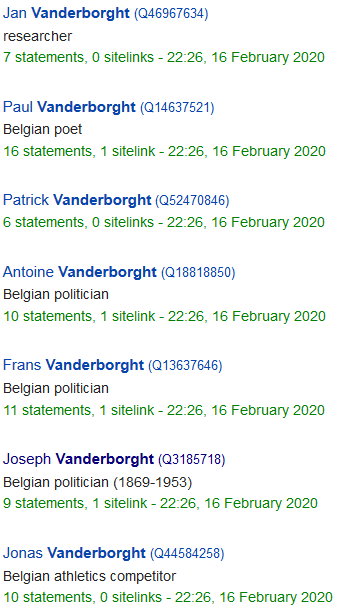 Jan Vanderborght (Q46967634)
researcher
7 statements, 0 sitelinks - 22:26, 16 February 2020
Paul Vanderborght (Q14637521)
Belgian poet
16 statements, 1 sitelink - 22:26, 16 February 2020
Patrick Vanderborght (Q52470846)
6 statements, 0 sitelinks - 22:26, 16 February 2020
Antoine Vanderborght (Q18818850)
Belgian politician
10 statements, 1 sitelink - 22:26, 16 February 2020
Frans Vanderborght (Q13637646)
Belgian politician
11 statements, 1 sitelink - 22:26, 16 February 2020
Joseph Vanderborght (Q3185718)
Belgian politician (1869-1953)
9 statements, 1 sitelink - 22:26, 16 February 2020
Jonas Vanderborght (Q44584258)
Belgian athletics competitor
10 statements, 0 sitelinks - 22:26, 16 February 2020